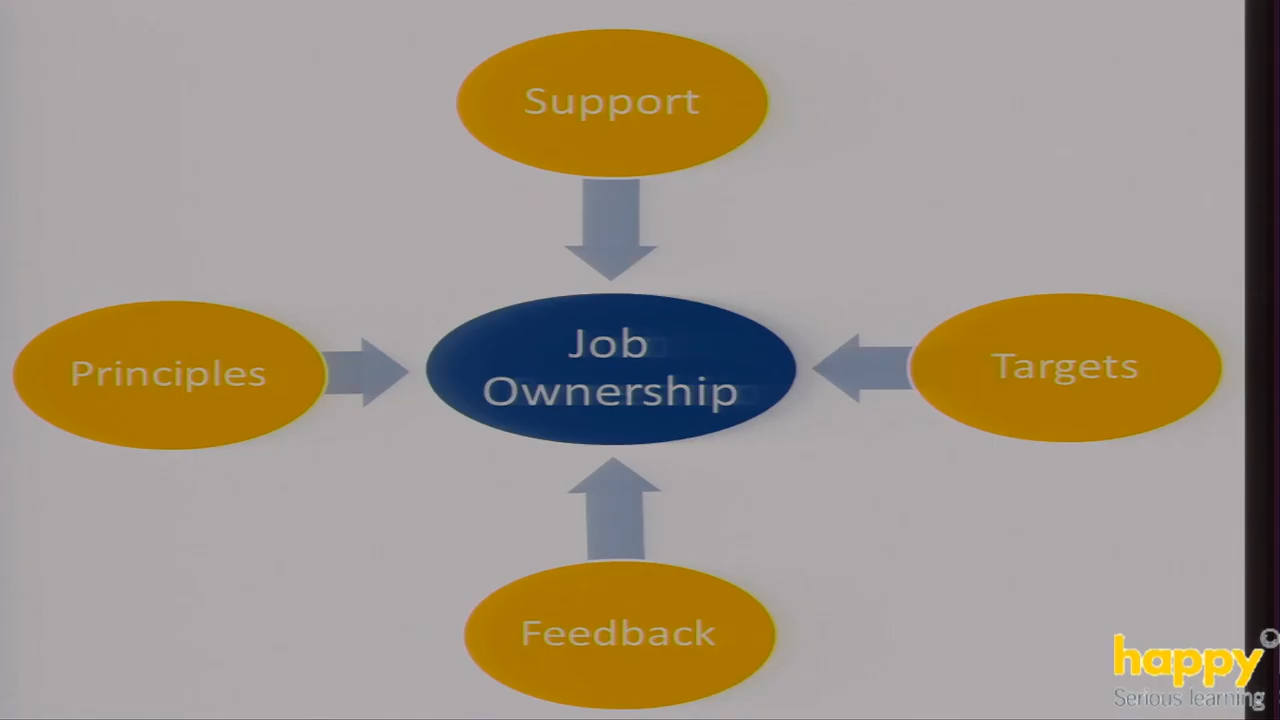 Support
Principles
Job
Ownership
Targets
Feedback
happy
Serious learning